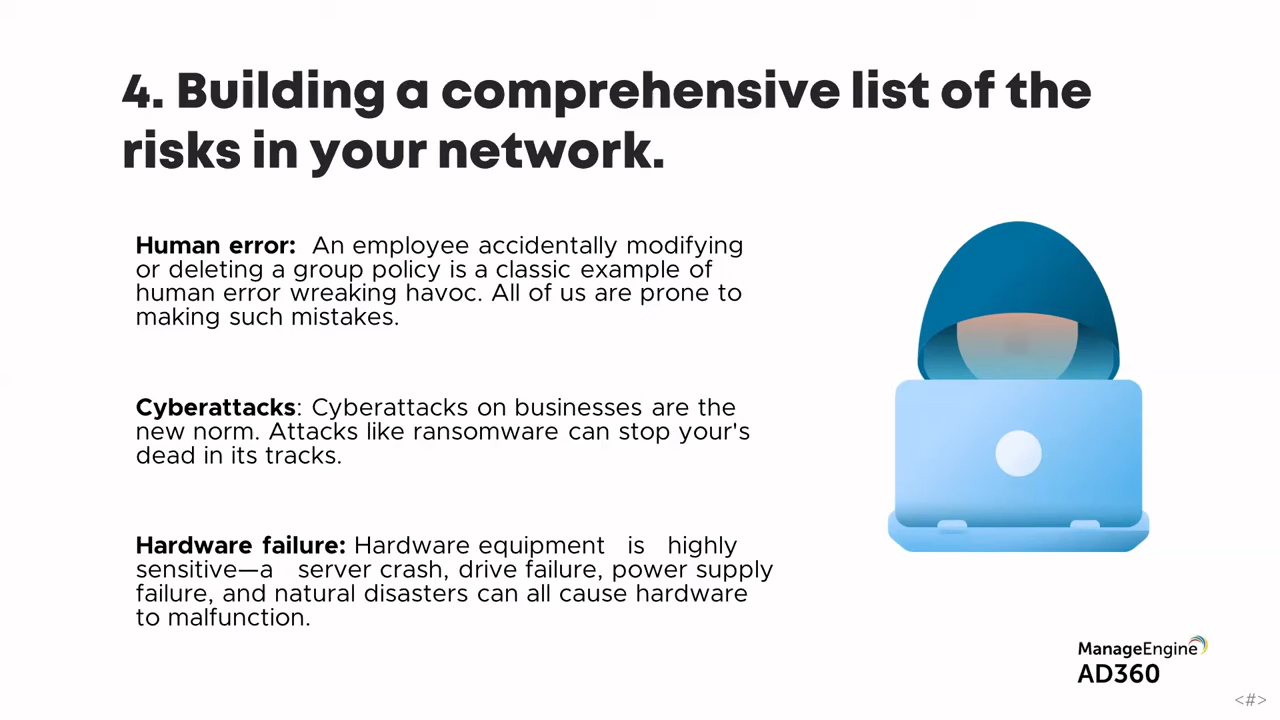 4. Building a comprehensive list of the
risks in your network.
Human error: An employee accidentally modifying
or deleting a group policy is a classic example of
human error wreaking havoc. All of us are prone to
making such mistakes.
Cyberattacks: Cyberattacks on businesses are the
new norm. Attacks like ransomware can stop your's
dead in its tracks.
Hardware failure: Hardware equipment is highly
sensitive—a server crash, drive failure, power supply
failure, and natural disasters can all cause hardware
to malfunction.
ManageEngine
AD360
<#>